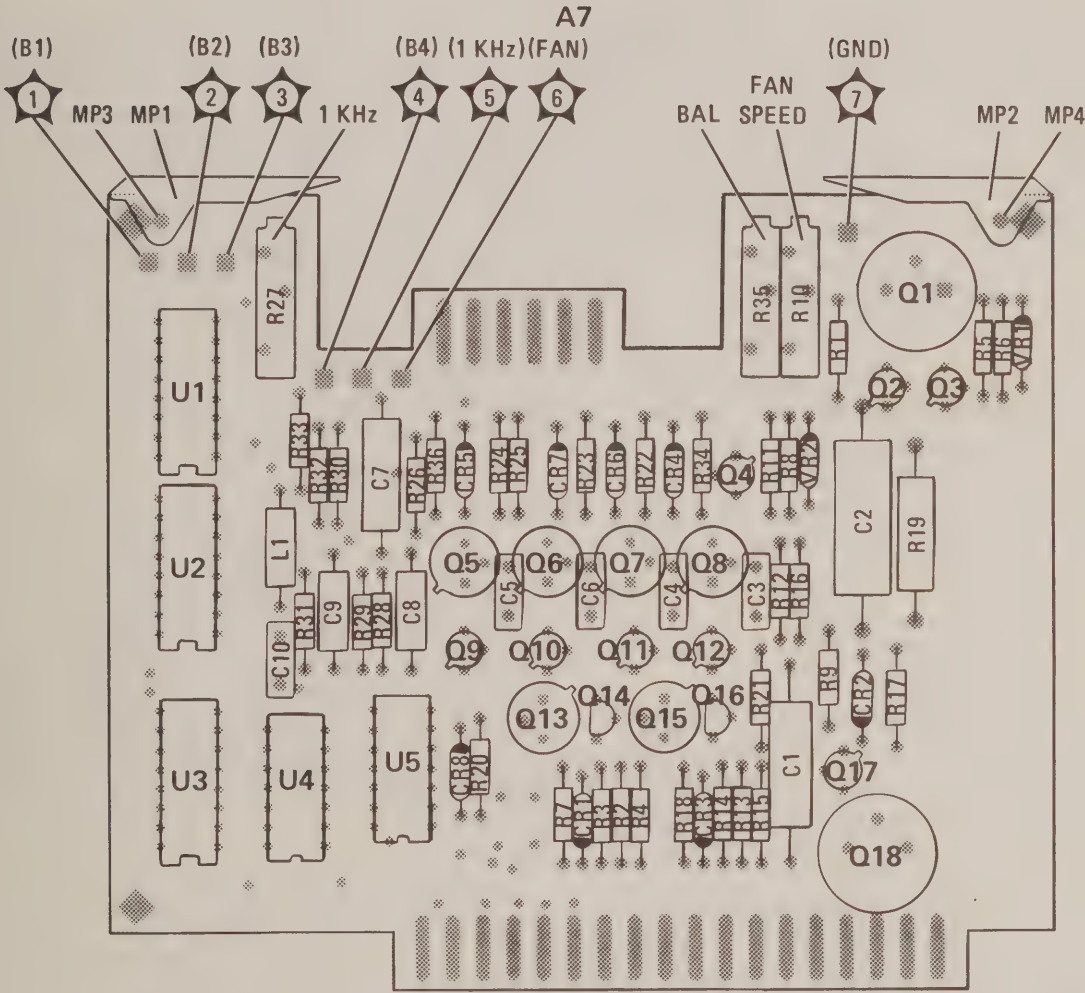 A7
(B1) (B2) (B3) (B4) (1 KHz) (FAN) (GND)
1 2 3 4 5 6 7
MP3 MP1 1 KHz BAL FAN SPEED MP2 MP4
R27 R35 R10 Q1
R1 R5 R6 VR1
U1 Q2 Q3
R33 R32 R30 C7 R26 R36 CR5 R24 R25 CR7 R23 CR6 R22 CR4 R34 Q4 R11 R8 VR2
C2 R19
U2 L1 Q5 C5 Q6 C6 Q7 C4 Q8 C3 R12 R16
R31 C9 R29 R28 C8
C10 Q9 Q10 Q11 Q12
R21 R9 CR2 R17
Q13 Q14 Q15 Q16
U3 U4 U5 CR8 R20 C1 Q17
R7 CR1 R3 R2 R4 R18 CR3 R14 R13 R15
Q18